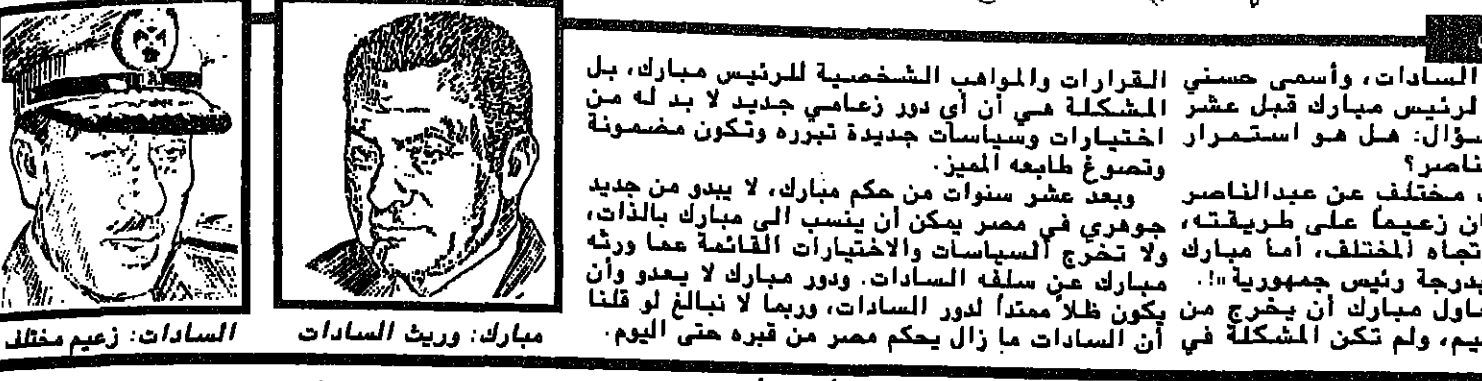 السادات، وأسمى حسني
لرئيس مبارك قبل عشر
سؤال: هل هو استمرار
ناصر؟
مختلف عن عبدالناصر
ان زعيماً على طريقته،
تجاه المختلف، أما مبارك
بدرجة رئيس جمهورية"!.
حاول مبارك أن يخرج من
يم، ولم تكن المشكلة في
القرارات والمواهب الشخصية للرئيس مبارك، بل
المشكلة هي أن أي دور زعامي جديد لا بد له من
اختيارات وسياسات جديدة تبرره وتكون مضمونة
وتصوغ طابعه المميز.
وبعد عشر سنوات من حكم مبارك، لا يبدو من جديد
جوهري في مصر يمكن أن ينسب الى مبارك بالذات،
ولا تخرج السياسات والاختيارات القائمة عما ورثه
مبارك عن سلفه السادات. ودور مبارك لا يعدو وأن
يكون ظلاً ممتداً لدور السادات، وربما لا نبالغ لو قلنا
أن السادات ما زال يحكم مصر من قبره حتى اليوم.
مبارك: وريث السادات
السادات: زعيم مختلف